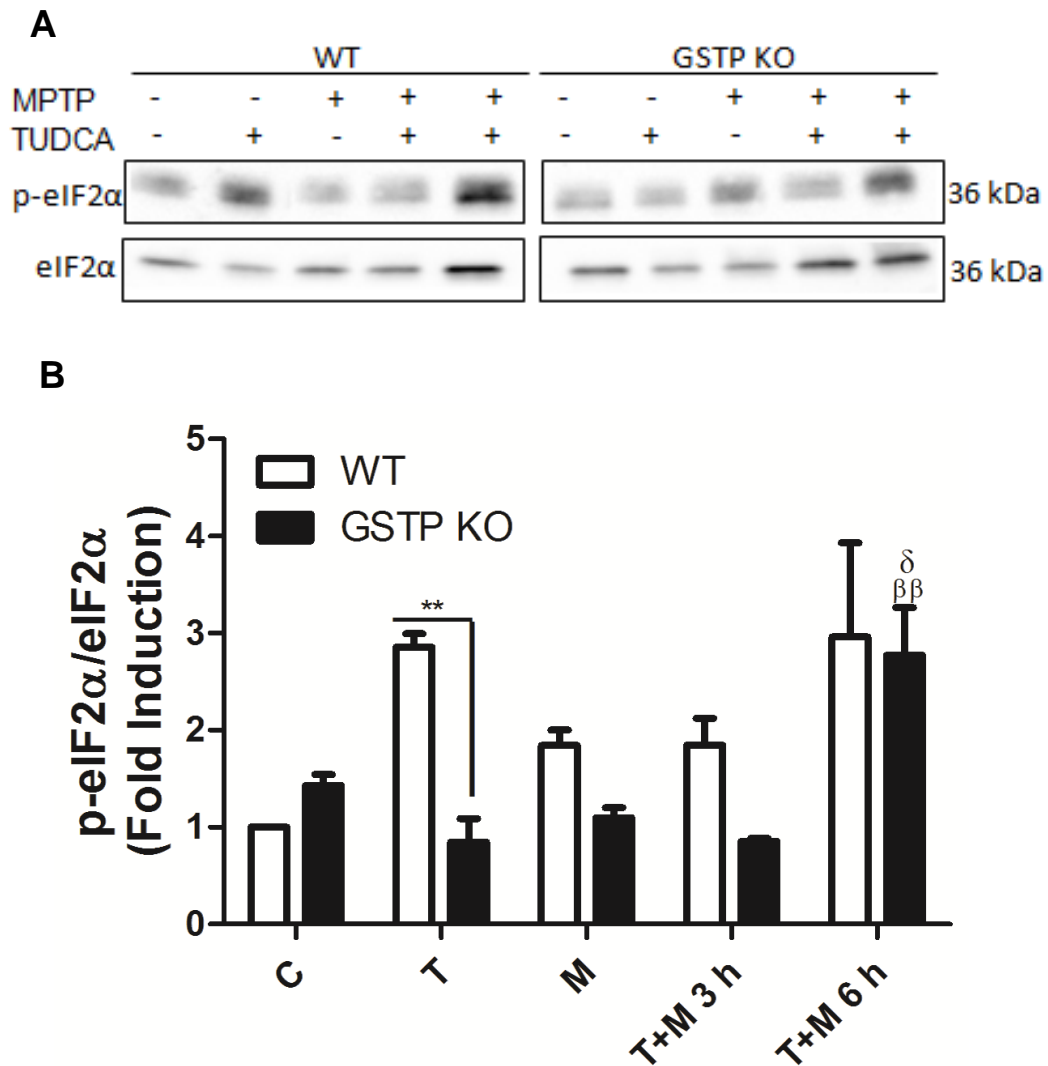 A
WT GSTP KO
MPTP - - + + + - - + + +
TUDCA - + - + + - + - + +
p-eIF2α 36 kDa
eIF2α 36 kDa
B
p-eIF2α/eIF2α
(Fold Induction)
5
4
3
2
1
0
WT
GSTP KO
**
δ
ββ
C T M T+M 3 h T+M 6 h